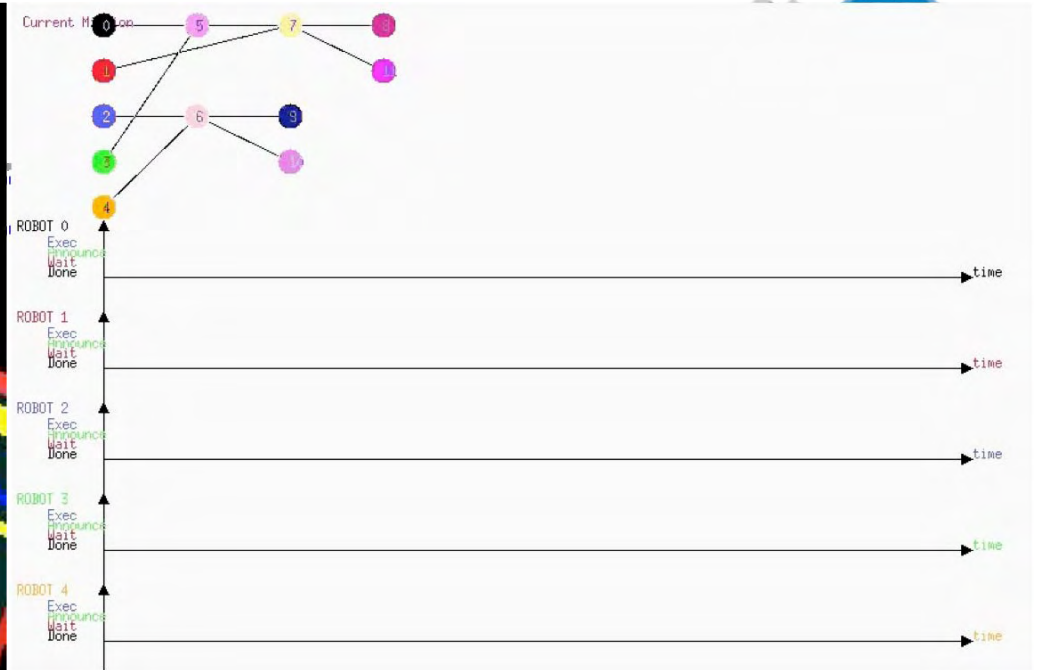 Current 0 5 7 8
1 11
2 6 9
3 10
4
ROBOT 0
Exec
Announce
Wait
Done
time
ROBOT 1
Exec
Announce
Wait
Done
time
ROBOT 2
Exec
Announce
Wait
Done
time
ROBOT 3
Exec
Announce
Wait
Done
time
ROBOT 4
Exec
Announce
Wait
Done
time